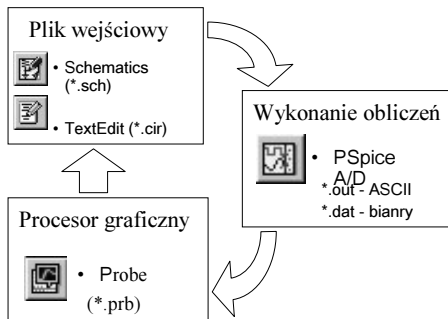 Plik wejściowy
• Schematics
(*.sch)
• TextEdit (*.cir)
Wykonanie obliczeń
• PSpice
A/D
*.out - ASCII
*.dat - bianry
Procesor graficzny
• Probe
(*.prb)